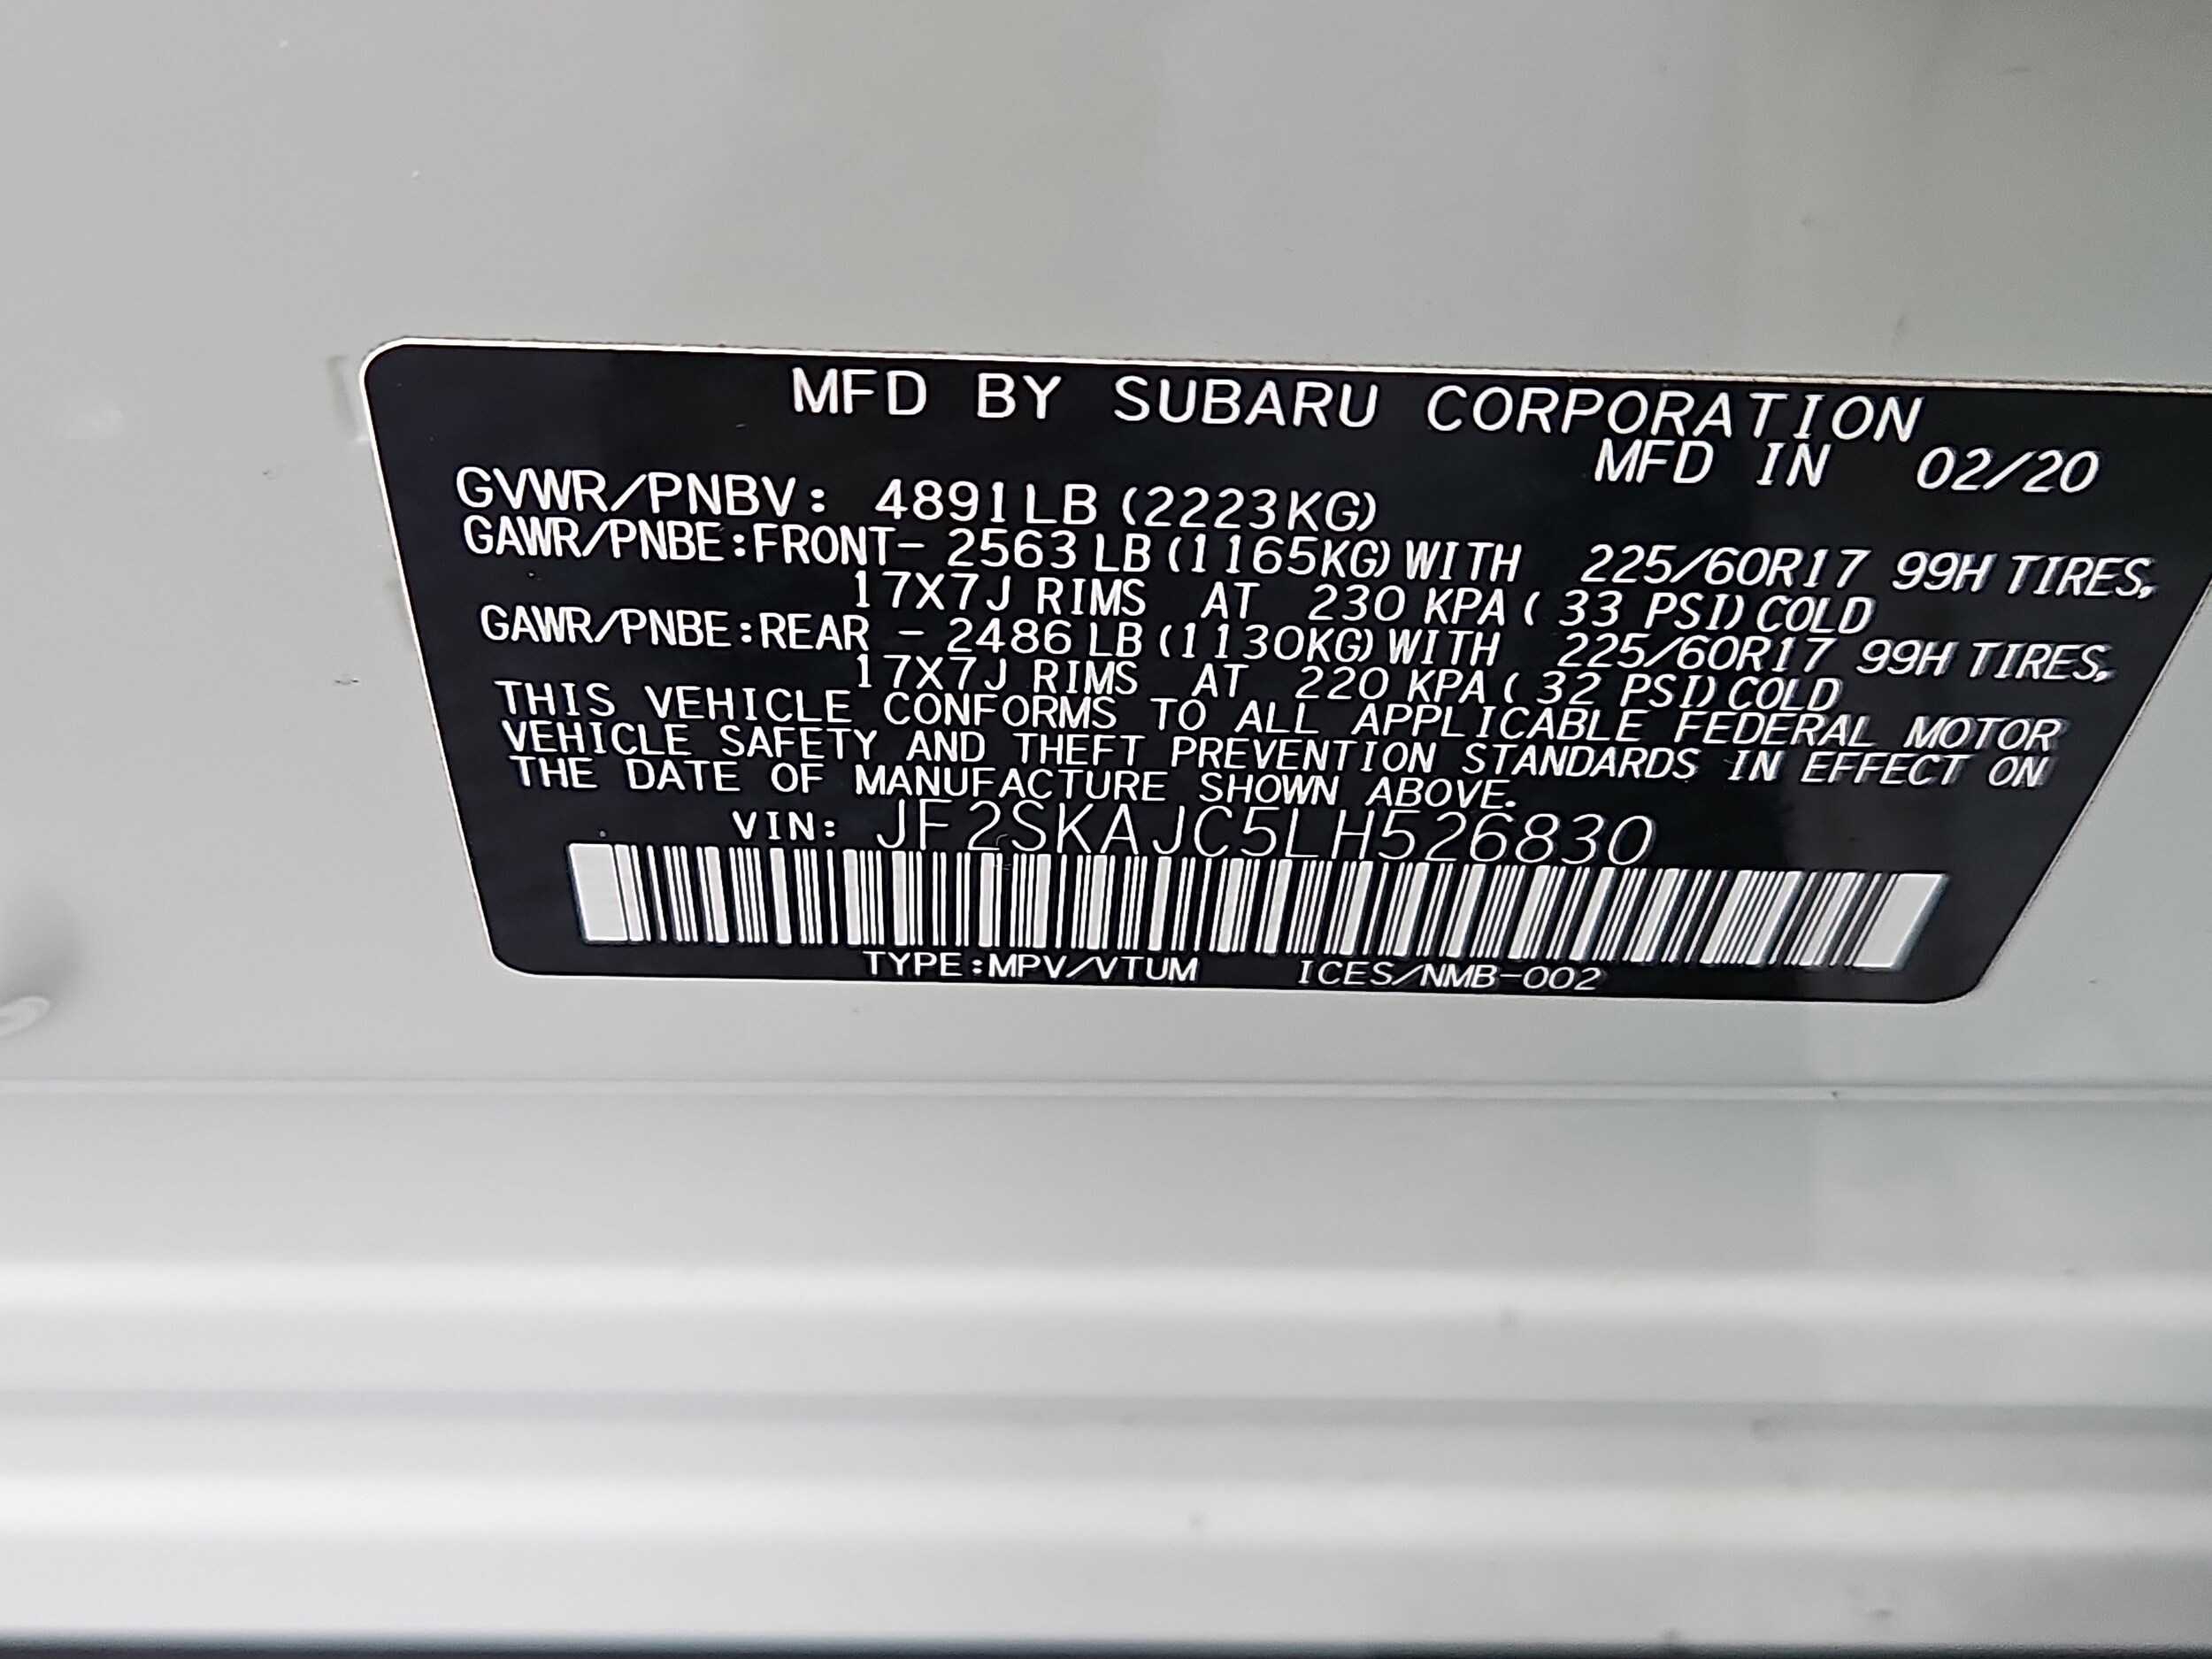 MFD BY SUBARU CORPORATION
MFD IN 02/20
GVWR/PNBV: 4891LB (2223KG)
GAWR/PNBE:FRONT- 2563 LB (1165KG) WITH 225/60R17 99H TIRES,
17X7J RIMS AT 230 KPA ( 33 PSI) COLD
GAWR/PNBE:REAR - 2486 LB (1130KG) WITH 225/60R17 99H TIRES,
17X7J RIMS AT 220 KPA ( 32 PSI) COLD
THIS VEHICLE CONFORMS TO ALL APPLICABLE FEDERAL MOTOR
VEHICLE SAFETY AND THEFT PREVENTION STANDARDS IN EFFECT ON
THE DATE OF MANUFACTURE SHOWN ABOVE.
VIN: JF2SKAJC5LH526830
TYPE:MPV/VTUM ICES/NMB-002